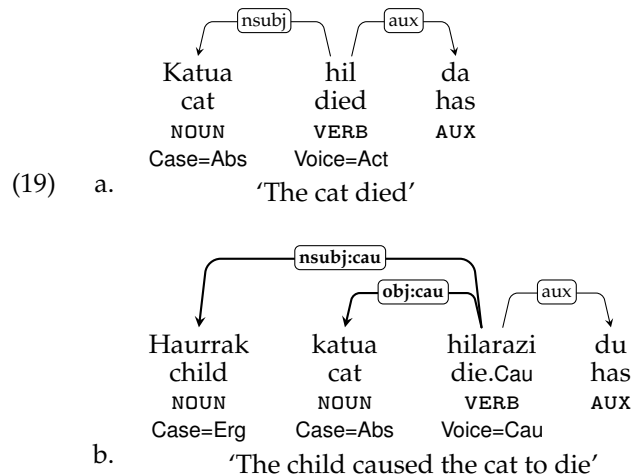 nsubj aux
Katua hil da
cat died has
NOUN VERB AUX
Case=Abs Voice=Act
(19) a. ‘The cat died’
nsubj:cau
obj:cau aux
Haurrak katua hilarazi du
child cat die.Cau has
NOUN NOUN VERB AUX
Case=Erg Case=Abs Voice=Cau
b. ‘The child caused the cat to die’